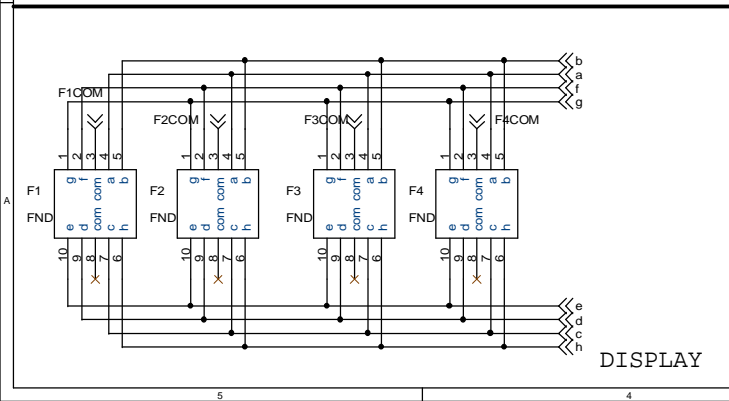 b
a
f
g
F1COM
F2COM
F3COM
F4COM
1 2 3 4 5
1 2 3 4 5
1 2 3 4 5
1 2 3 4 5
g f com a b
g f com a b
g f com a b
g f com a b
F1
F2
F3
F4
A
FND
FND
FND
FND
e d com c h
e d com c h
e d com c h
e d com c h
10 9 8 7 6
10 9 8 7 6
10 9 8 7 6
10 9 8 7 6
e
d
c
h
DISPLAY
5
4